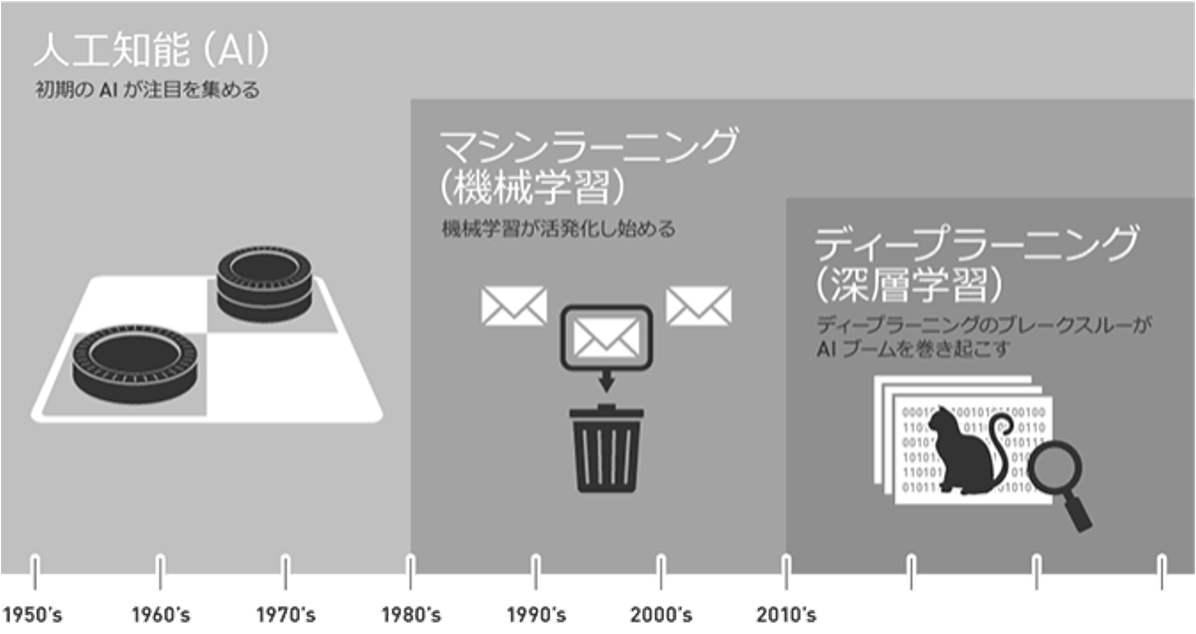 人工知能 (AI)
初期の AI が注目を集める
マシンラーニング
(機械学習)
機械学習が活発化し始める
ディープラーニング
(深層学習)
ディープラーニングのブレークスルーが
AI ブームを巻き起こす
1950's 1960's 1970's 1980's 1990's 2000's 2010's